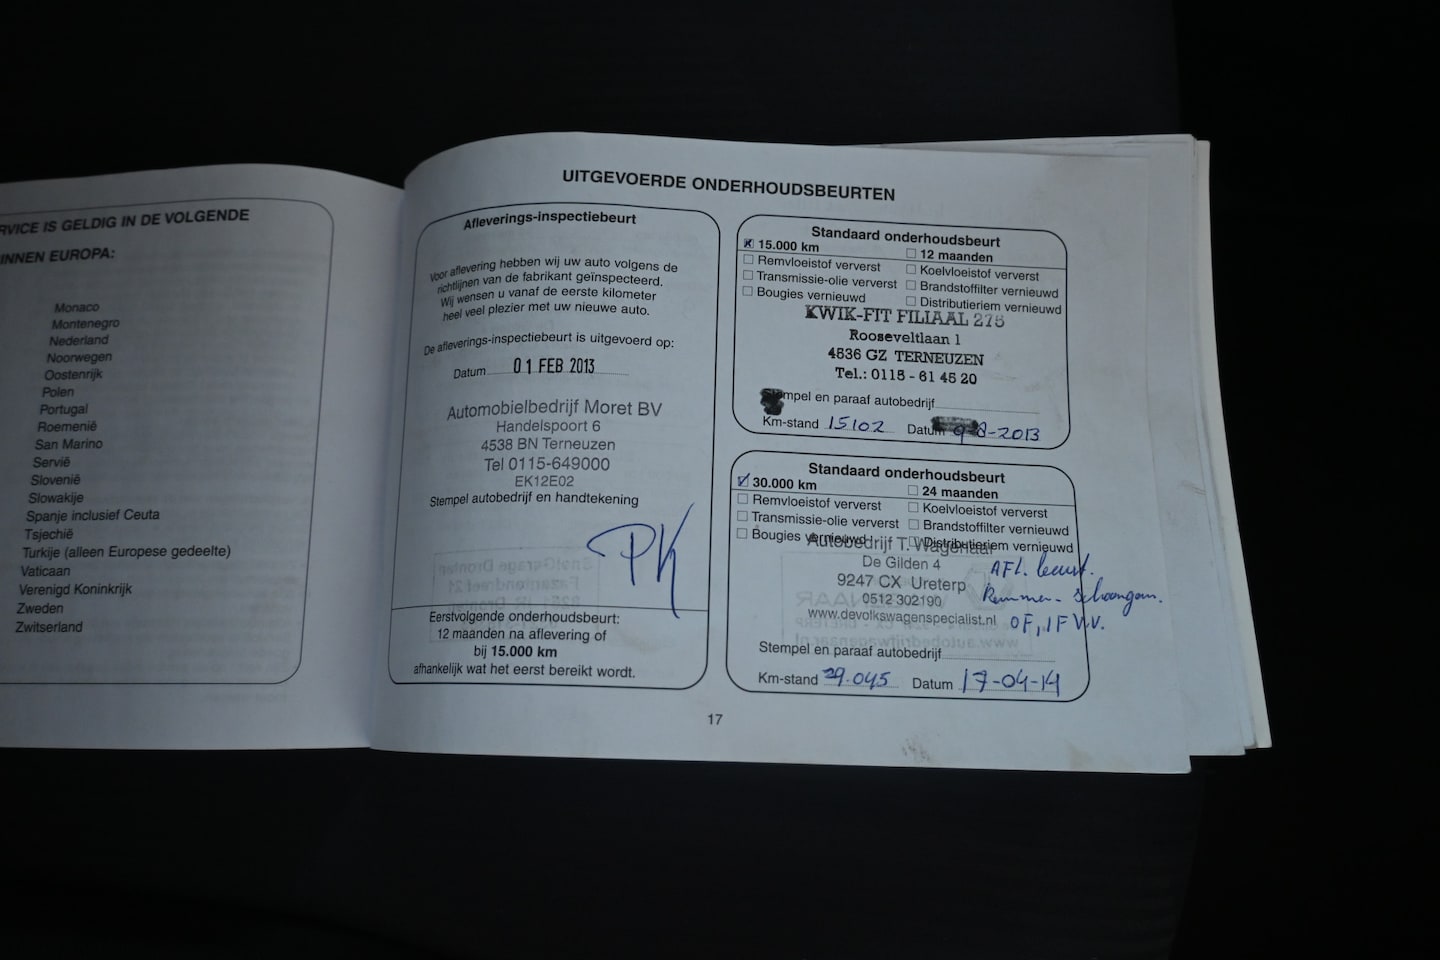 RVICE IS GELDIG IN DE VOLGENDE
INNEN EUROPA:
Monaco
Montenegro
Nederland
Noorwegen
Oostenrijk
Polen
Portugal
Roemenië
San Marino
Servië
Slovenië
Slowakije
Spanje inclusief Ceuta
Tsjechië
Turkije (alleen Europese gedeelte)
Vaticaan
Verenigd Koninkrijk
Zweden
Zwitserland
UITGEVOERDE ONDERHOUDSBEURTEN
Afleverings-inspectiebeurt
Voor aflevering hebben wij uw auto volgens de
richtlijnen van de fabrikant geïnspecteerd.
Wij wensen u vanaf de eerste kilometer
heel veel plezier met uw nieuwe auto.
De afleverings-inspectiebeurt is uitgevoerd op:
Datum 01 FEB 2013
Automobielbedrijf Moret BV
Handelspoort 6
4538 BN Terneuzen
Tel 0115-649000
EK12E02
Stempel autobedrijf en handtekening
PK
Eerstvolgende onderhoudsbeurt:
12 maanden na aflevering of
bij 15.000 km
afhankelijk wat het eerst bereikt wordt.
Standaard onderhoudsbeurt
15.000 km 12 maanden
Remvloeistof ververst Koelvloeistof ververst
Transmissie-olie ververst Brandstoffilter vernieuwd
Bougies vernieuwd Distributieriem vernieuwd
KWIK-FIT FILIAAL 275
Rooseveltlaan 1
4536 GZ TERNEUZEN
Tel.: 0115 - 61 45 20
Stempel en paraaf autobedrijf
Km-stand 15102 Datum 9-8-2013
Standaard onderhoudsbeurt
30.000 km 24 maanden
Remvloeistof ververst Koelvloeistof ververst
Transmissie-olie ververst Brandstoffilter vernieuwd
Bougies vernieuwd Distributieriem vernieuwd
Autobedrijf T. Wagenaar
De Gilden 4
9247 CX Ureterp
0512 302190
www.devolkswagenspecialist.nl
AFL. beurt.
Remmen
OF, IF VV.
Stempel en paraaf autobedrijf
Km-stand 29.045 Datum 17-04-14
17